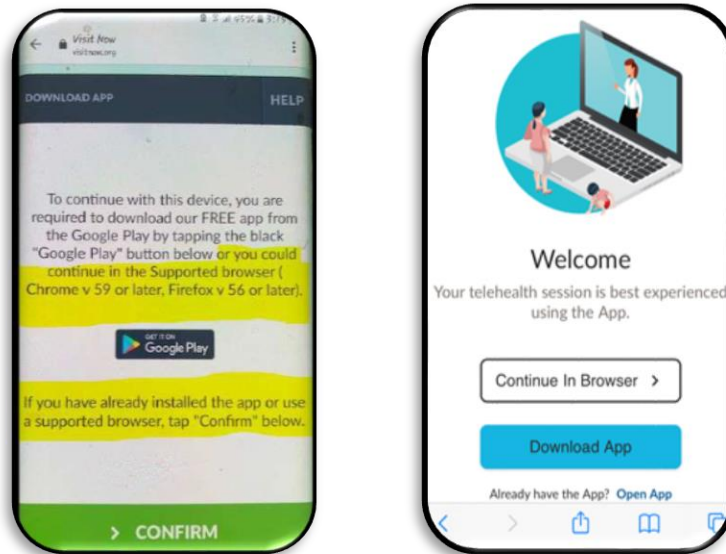 65%
Visit Now
visitnow.org
DOWNLOAD APP
HELP
To continue with this device, you are
required to download our FREE app from
the Google Play by tapping the black
"Google Play" button below or you could
continue in the Supported browser (
Chrome v 59 or later, Firefox v 56 or later).
GET IT ON
Google Play
If you have already installed the app or use
a supported browser, tap "Confirm" below.
> CONFIRM
Welcome
Your telehealth session is best experienced
using the App.
Continue In Browser >
Download App
Already have the App? Open App